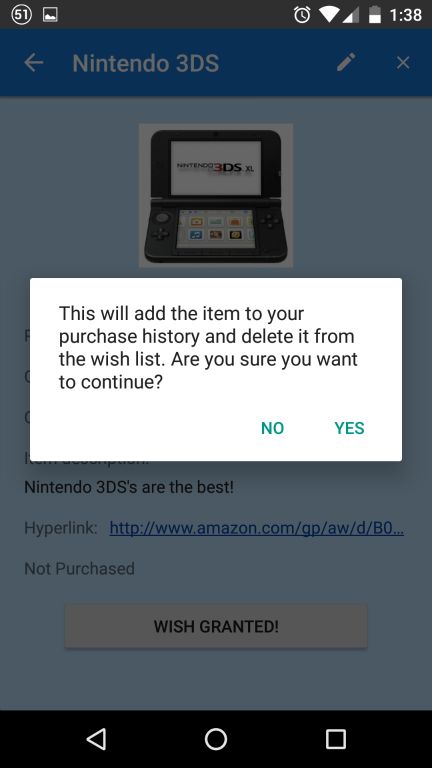 51
1:38
Nintendo 3DS
NINTENDO 3DS XL
This will add the item to your
purchase history and delete it from
the wish list. Are you sure you want
to continue?
NO YES
Item description:
Nintendo 3DS's are the best!
Hyperlink: http://www.amazon.com/gp/aw/d/B0...
Not Purchased
WISH GRANTED!